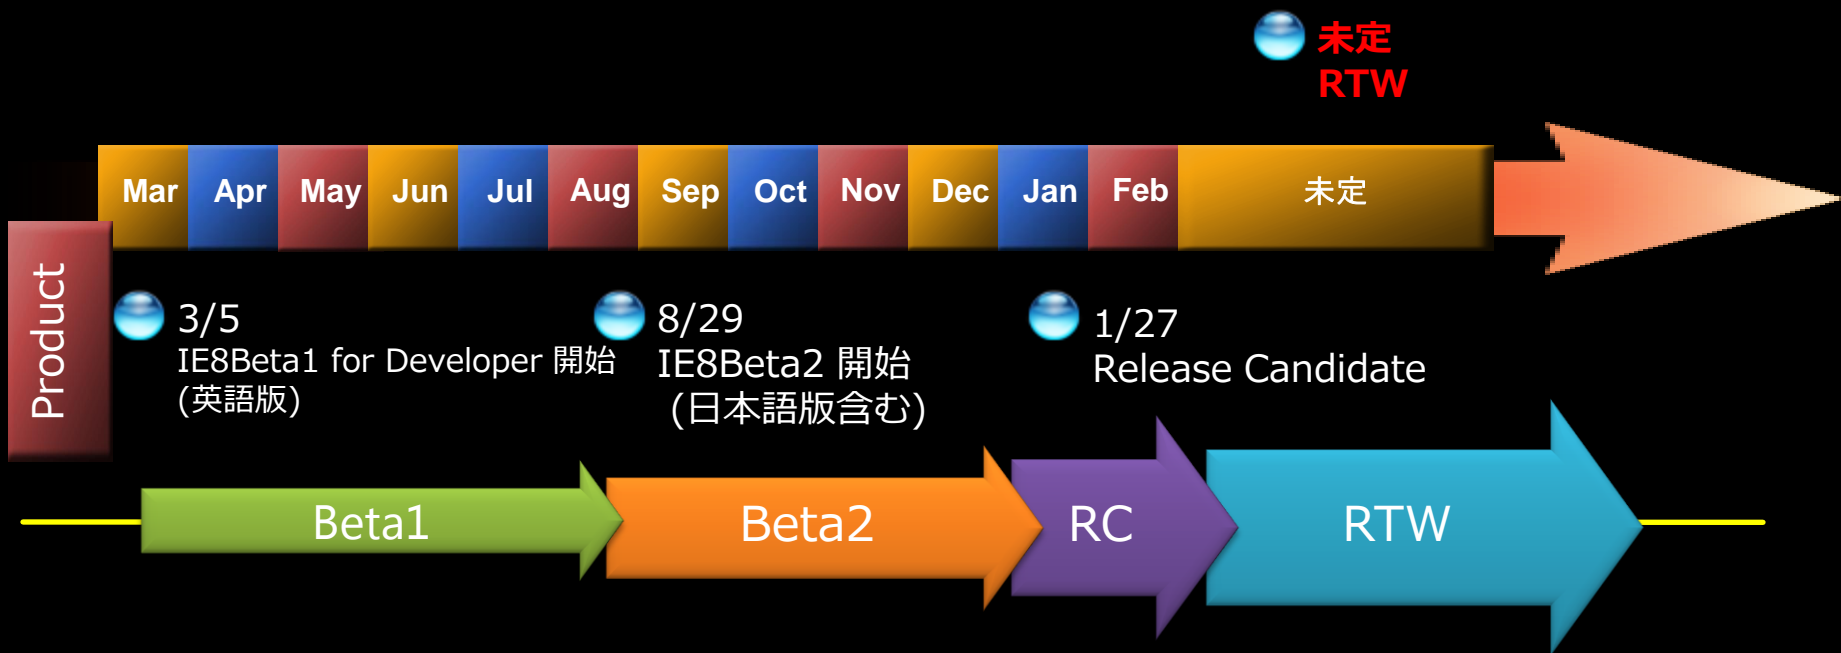 未定
RTW
Mar Apr May Jun Jul Aug Sep Oct Nov Dec Jan Feb 未定
Product
3/5
IE8Beta1 for Developer 開始
(英語版)
8/29
IE8Beta2 開始
(日本語版含む)
1/27
Release Candidate
Beta1 Beta2 RC RTW